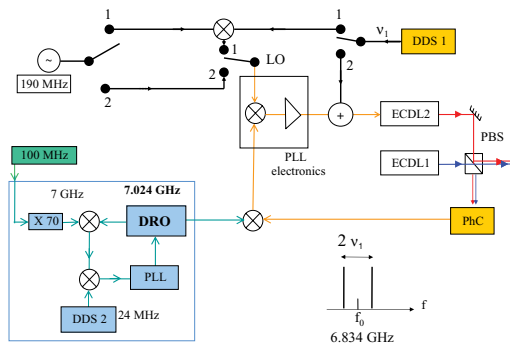 1
1
ν1
DDS 1
1
LO
~
2
2
190 MHz
2
+
ECDL2
PLL
electronics
PBS
ECDL1
100 MHz
7 GHz
7.024 GHz
X 70
DRO
PhC
PLL
2 ν1
DDS 2
24 MHz
f
f0
6.834 GHz